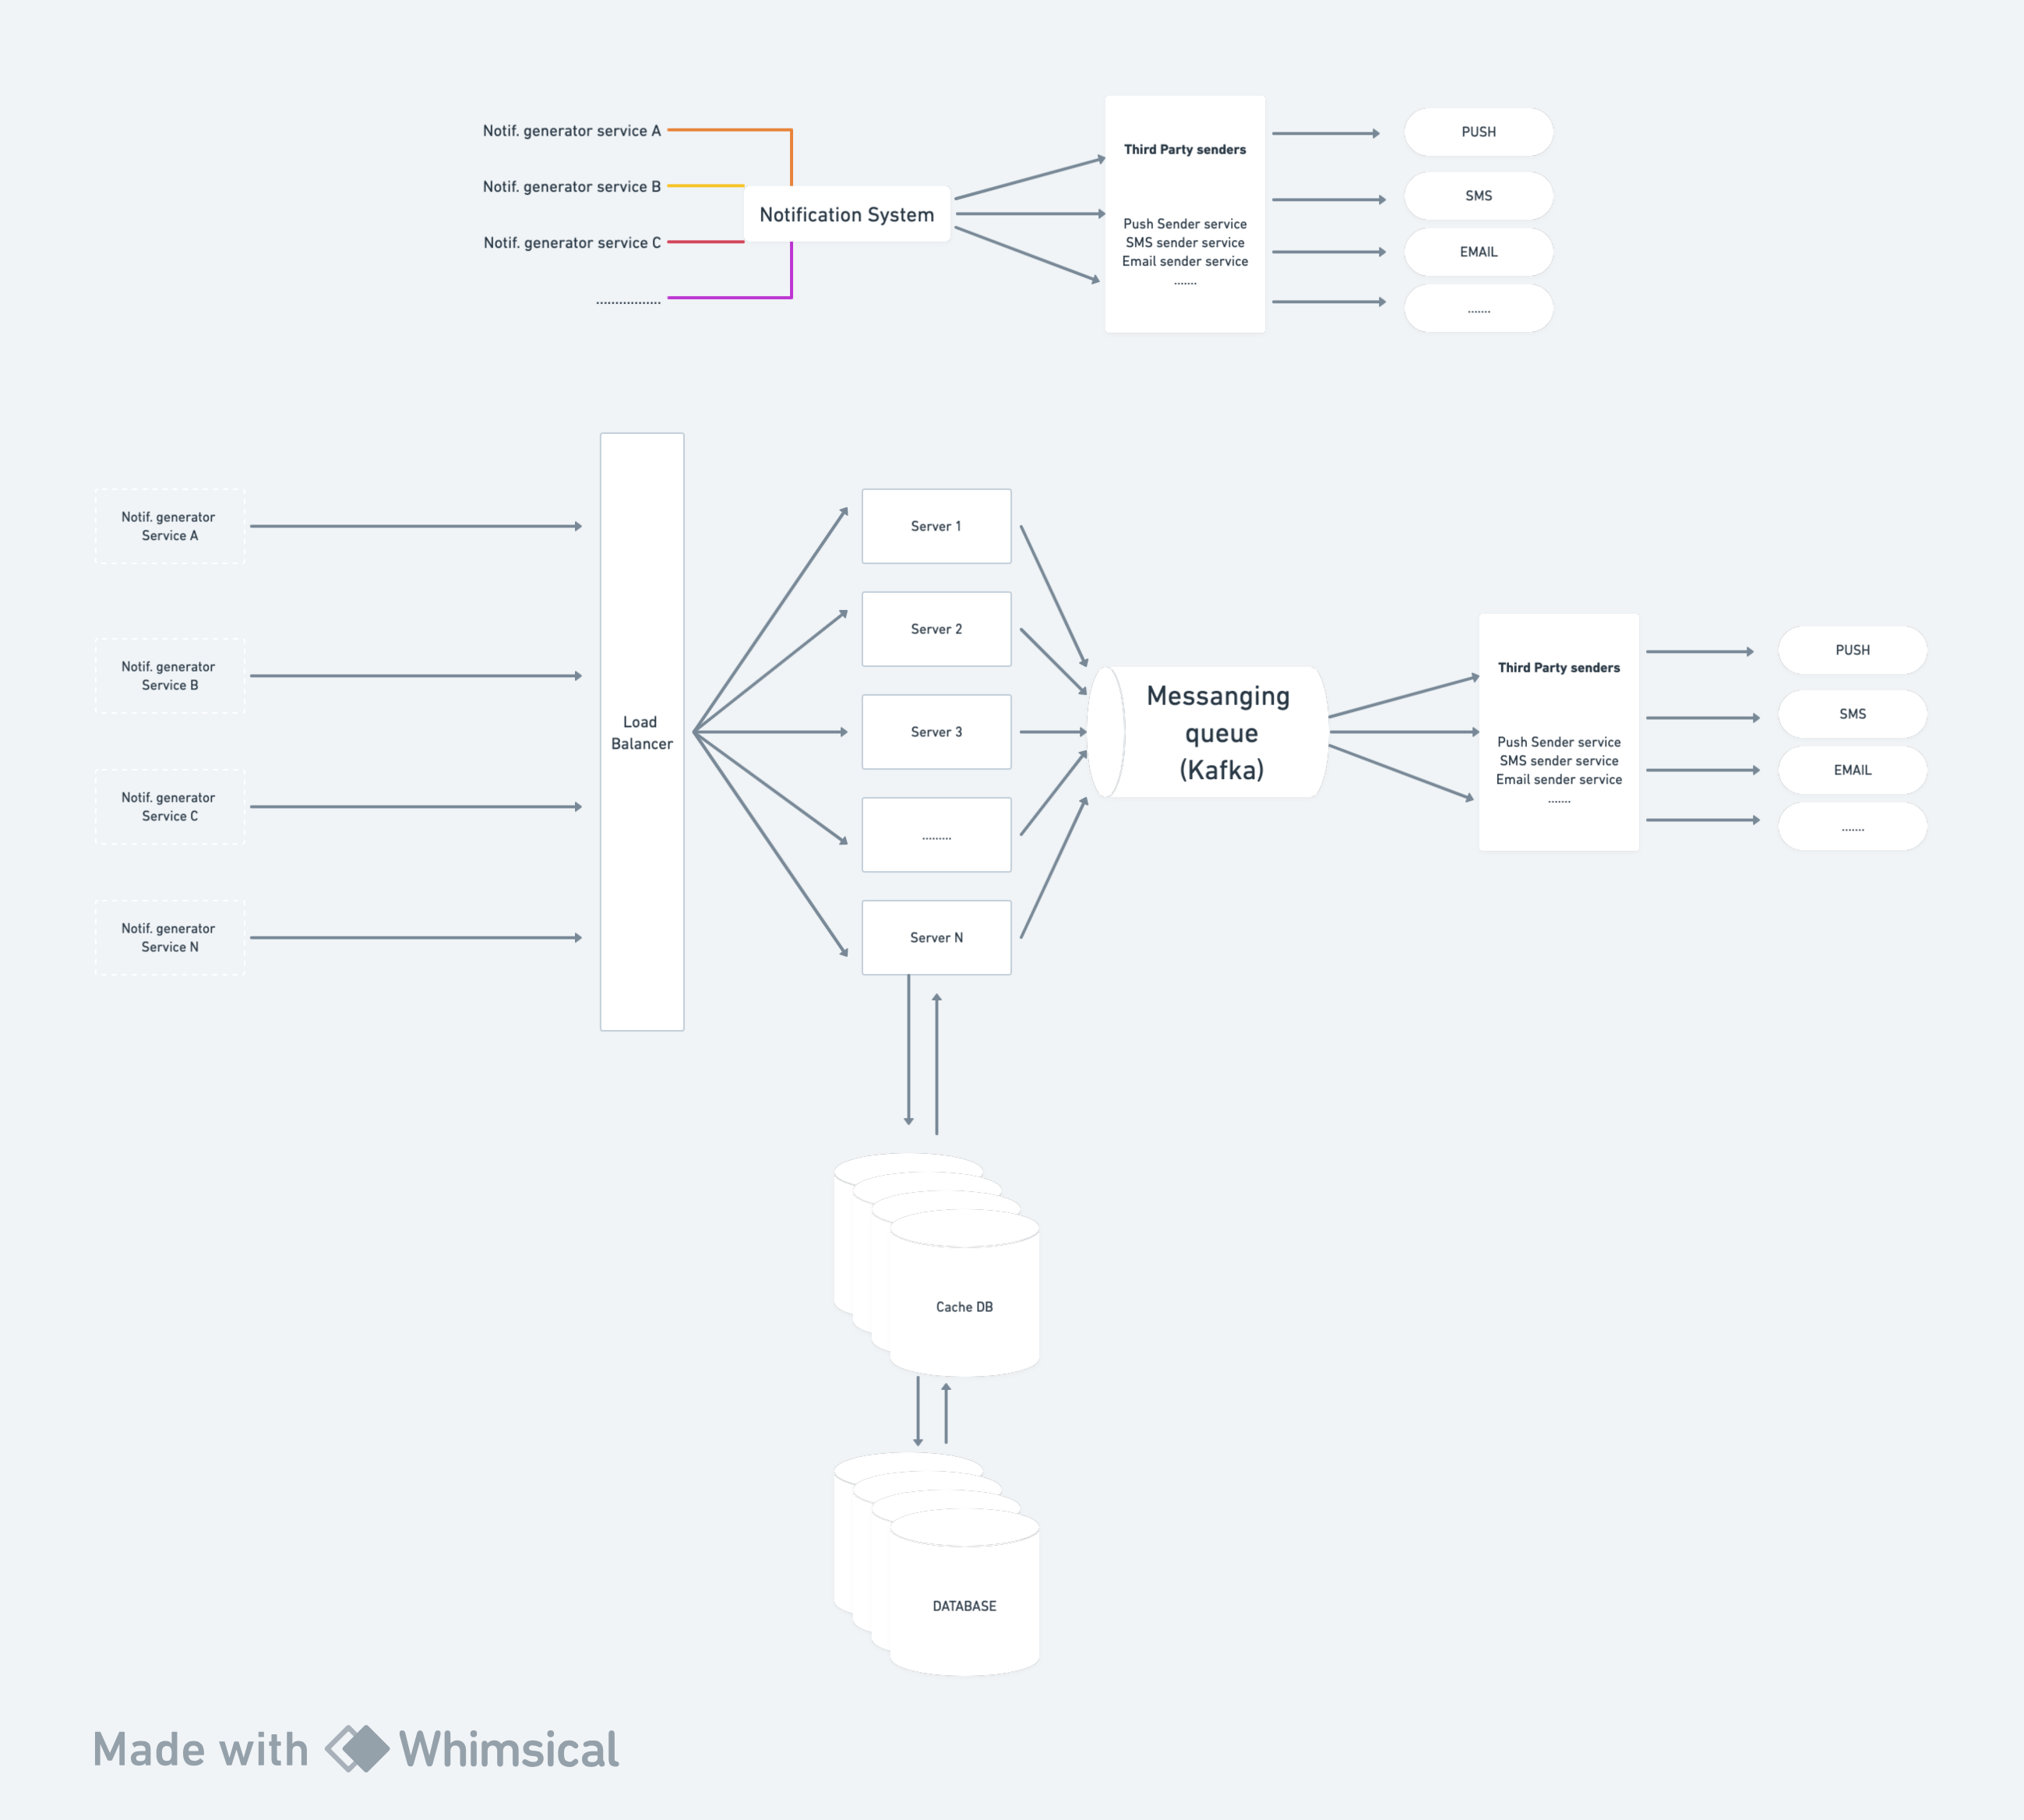 Notif. generator service A
Notif. generator service B
Notif. generator service C
.................
Notification System
Third Party senders
Push Sender service
SMS sender service
Email sender service
.......
PUSH
SMS
EMAIL
.......
Notif. generator
Service A
Notif. generator
Service B
Notif. generator
Service C
Notif. generator
Service N
Load
Balancer
Server 1
Server 2
Server 3
.........
Server N
Messanging
queue
(Kafka)
Third Party senders
Push Sender service
SMS sender service
Email sender service
.......
PUSH
SMS
EMAIL
.......
Cache DB
DATABASE
Made with Whimsical